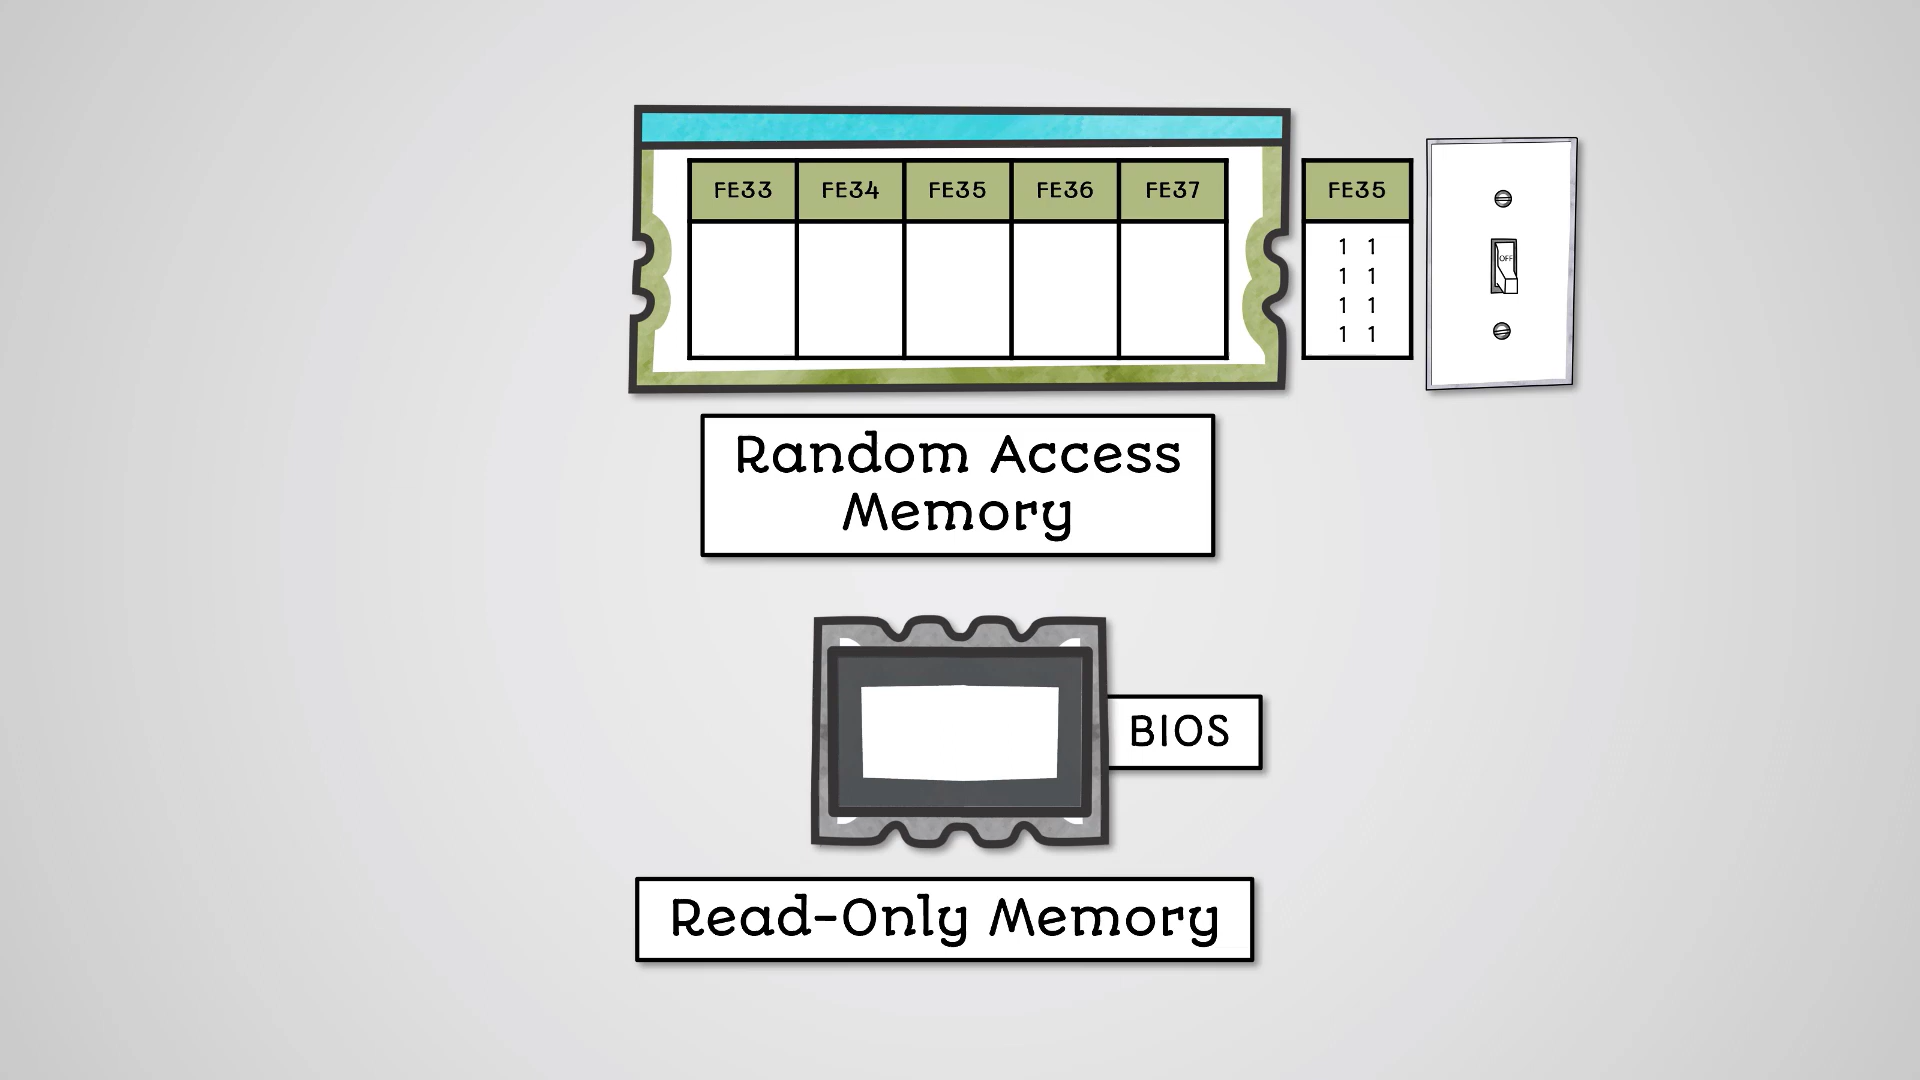 FE33 FE34 FE35 FE36 FE37
FE35
1 1
1 1
1 1
1 1
OFF
Random Access
Memory
BIOS
Read-Only Memory